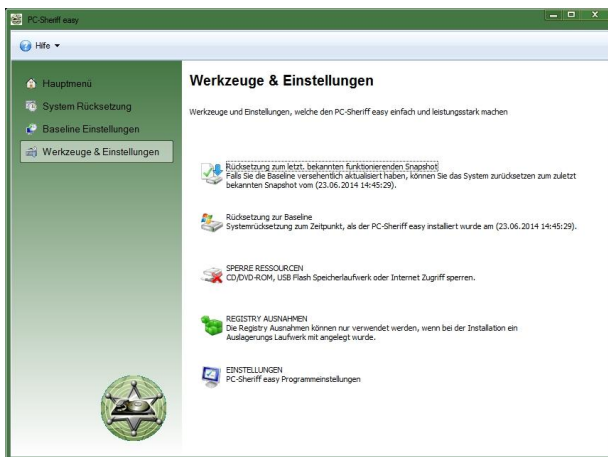 PC-Sheriff easy
Hilfe
Hauptmenü
System Rücksetzung
Baseline Einstellungen
Werkzeuge & Einstellungen
Werkzeuge & Einstellungen
Werkzeuge und Einstellungen, welche den PC-Sheriff easy einfach und leistungsstark machen
Rücksetzung zum letzt. bekannten funktionierenden Snapshot
Falls Sie die Baseline versehentlich aktualisiert haben, können Sie das System zurücksetzen zum zuletzt
bekannten Snapshot vom (23.06.2014 14:45:29).
Rücksetzung zur Baseline
Systemrücksetzung zum Zeitpunkt, als der PC-Sheriff easy installiert wurde am (23.06.2014 14:45:29).
SPERRE RESSOURCEN
CD/DVD-ROM, USB Flash Speicherlaufwerk oder Internet Zugriff sperren.
REGISTRY AUSNAHMEN
Die Registry Ausnahmen können nur verwendet werden, wenn bei der Installation ein
Auslagerungs Laufwerk mit angelegt wurde.
EINSTELLUNGEN
PC-Sheriff easy Programmeinstellungen